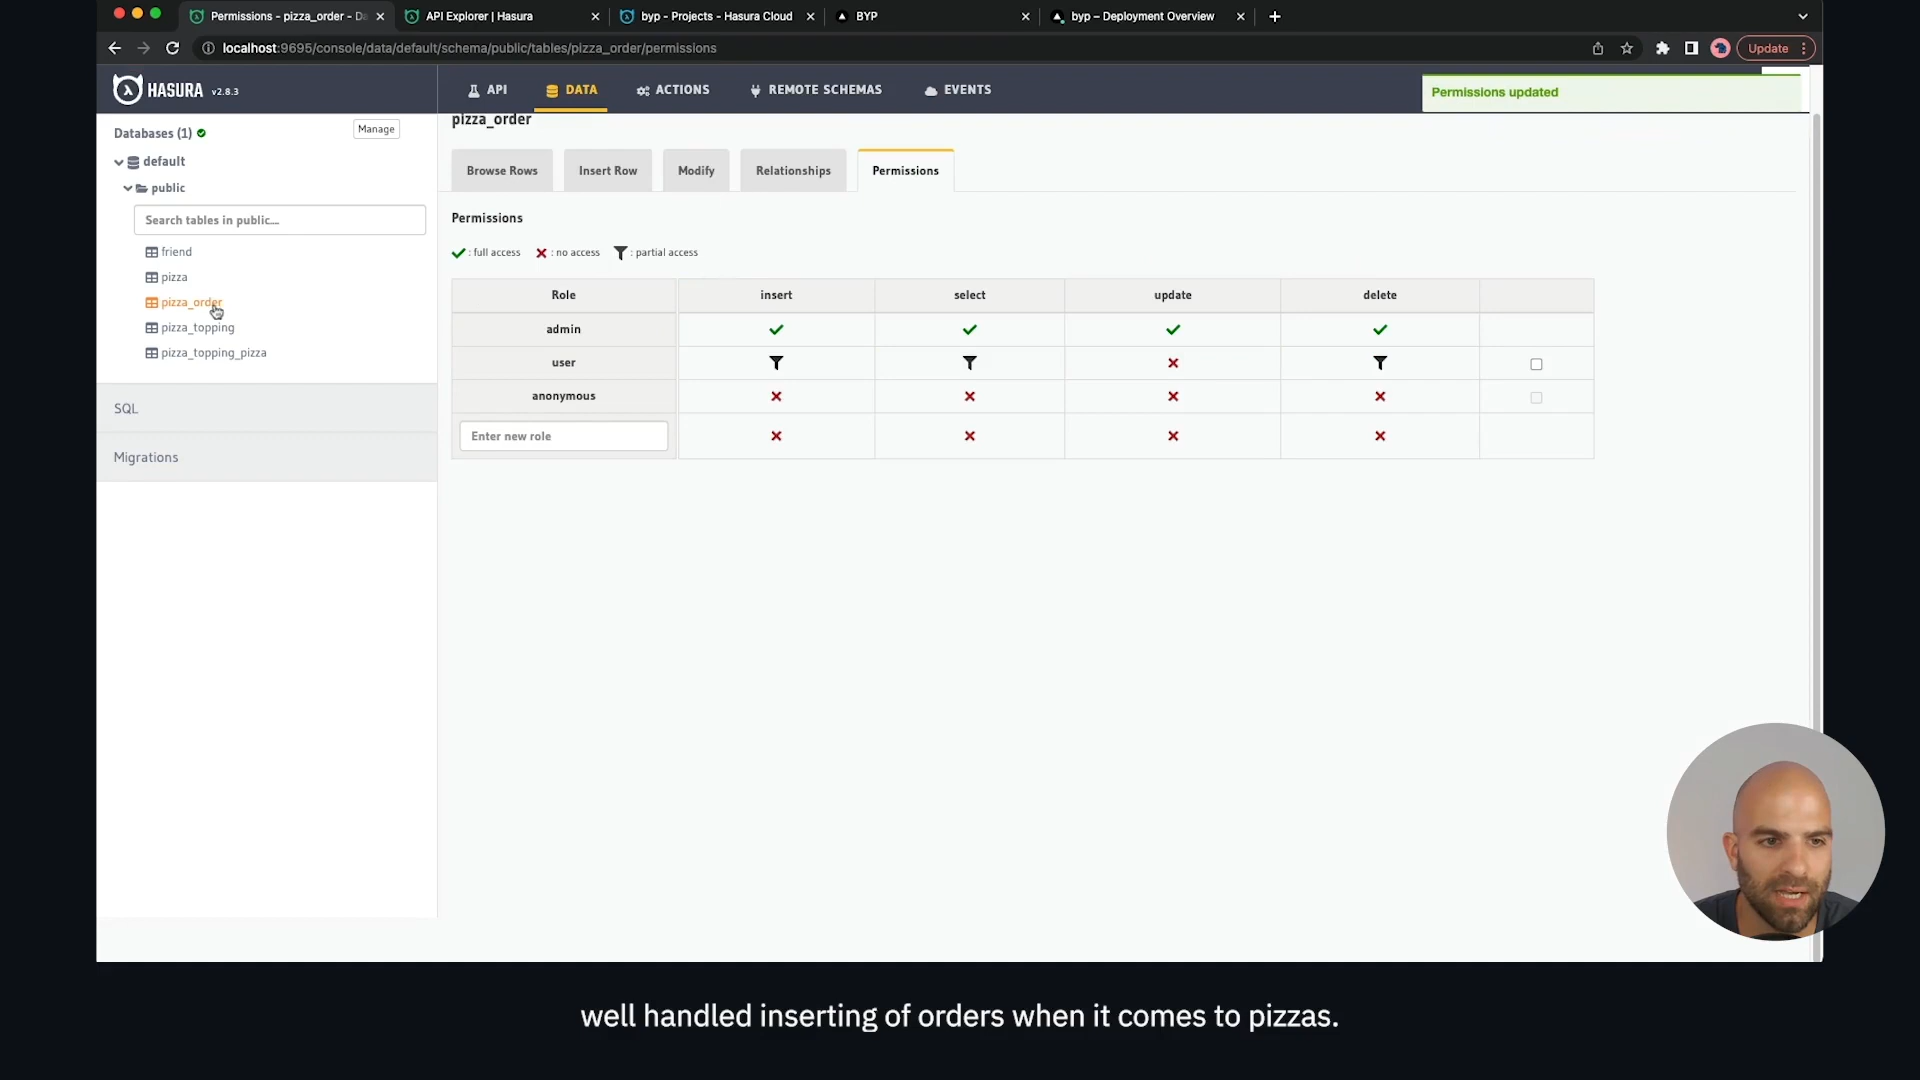 Permissions - pizza_order - Da
API Explorer | Hasura
byp - Projects - Hasura Cloud
BYP
byp – Deployment Overview
localhost:9695/console/data/default/schema/public/tables/pizza_order/permissions
Update
HASURA v2.8.3
API
DATA
ACTIONS
REMOTE SCHEMAS
EVENTS
Permissions updated
Databases (1)
Manage
default
public
Search tables in public...
friend
pizza
pizza_order
pizza_topping
pizza_topping_pizza
SQL
Migrations
pizza_order
Browse Rows
Insert Row
Modify
Relationships
Permissions
Permissions
: full access : no access : partial access
Role insert select update delete
admin
user
anonymous
Enter new role
well handled inserting of orders when it comes to pizzas.